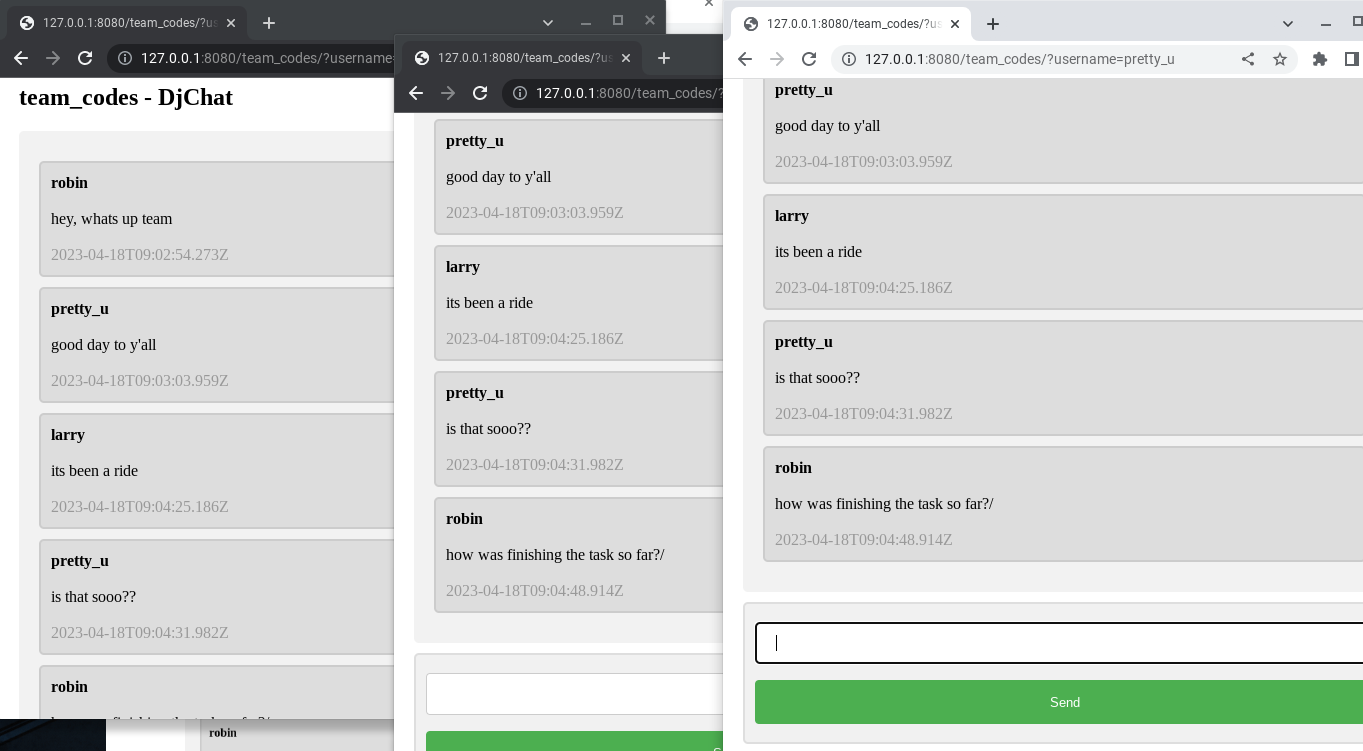 127.0.0.1:8080/team_codes/?us
127.0.0.1:8080/team_codes/?username=
team_codes - DjChat
robin
hey, whats up team
2023-04-18T09:02:54.273Z
pretty_u
good day to y'all
2023-04-18T09:03:03.959Z
larry
its been a ride
2023-04-18T09:04:25.186Z
pretty_u
is that sooo??
2023-04-18T09:04:31.982Z
robin
robin
127.0.0.1:8080/team_codes/?us
127.0.0.1:8080/team_codes/?
pretty_u
good day to y'all
2023-04-18T09:03:03.959Z
larry
its been a ride
2023-04-18T09:04:25.186Z
pretty_u
is that sooo??
2023-04-18T09:04:31.982Z
robin
how was finishing the task so far?/
2023-04-18T09:04:48.914Z
127.0.0.1:8080/team_codes/?us
127.0.0.1:8080/team_codes/?username=pretty_u
pretty_u
good day to y'all
2023-04-18T09:03:03.959Z
larry
its been a ride
2023-04-18T09:04:25.186Z
pretty_u
is that sooo??
2023-04-18T09:04:31.982Z
robin
how was finishing the task so far?/
2023-04-18T09:04:48.914Z
Send